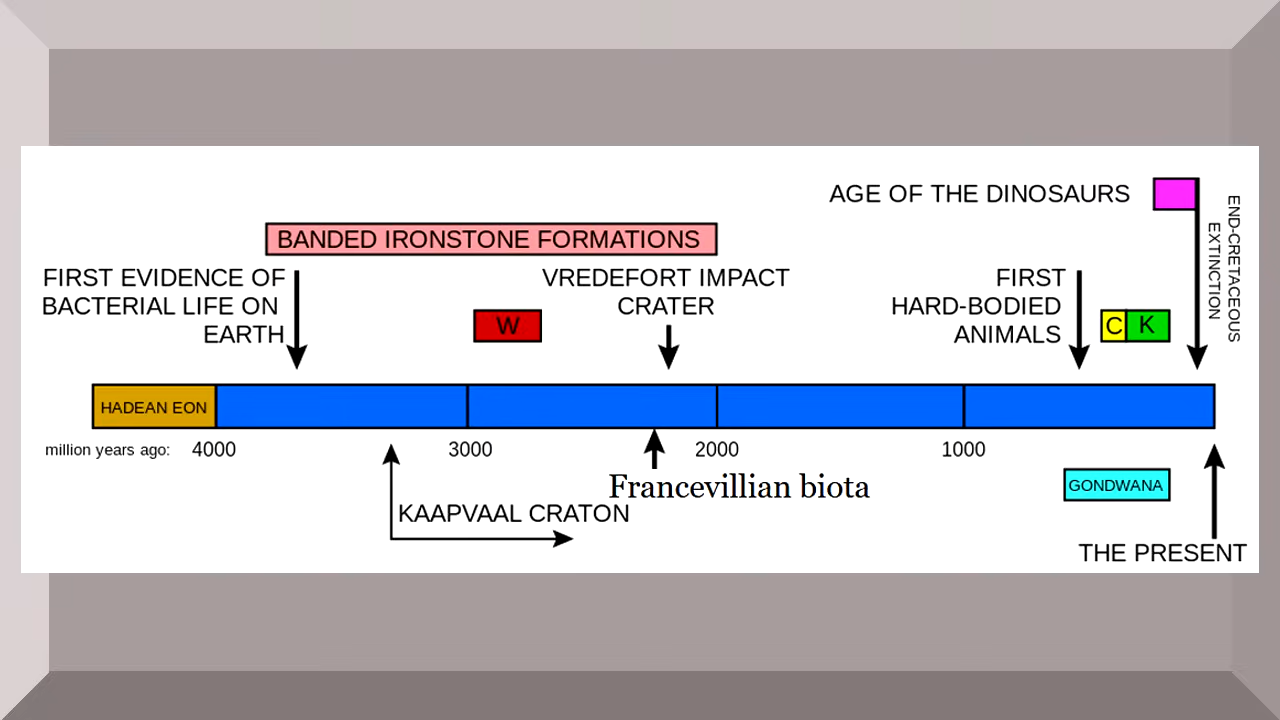 AGE OF THE DINOSAURS
END-CRETACEOUS
EXTINCTION
BANDED IRONSTONE FORMATIONS
FIRST EVIDENCE OF
BACTERIAL LIFE ON
EARTH
VREDEFORT IMPACT
CRATER
W
FIRST
HARD-BODIED
ANIMALS
C
K
HADEAN EON
million years ago:
4000
3000
2000
1000
Francevillian biota
GONDWANA
KAAPVAAL CRATON
THE PRESENT